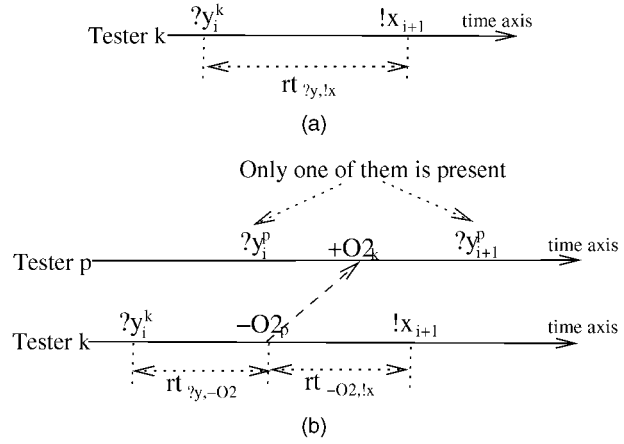 ?y_i^k !x_{i+1} time axis
Tester k
rt_{?y,!x}
(a)
Only one of them is present
?y_i^p +O2_k ?y_{i+1}^p time axis
Tester p
?y_i^k −O2_p !x_{i+1} time axis
Tester k
rt_{?y,−O2} rt_{−O2,!x}
(b)